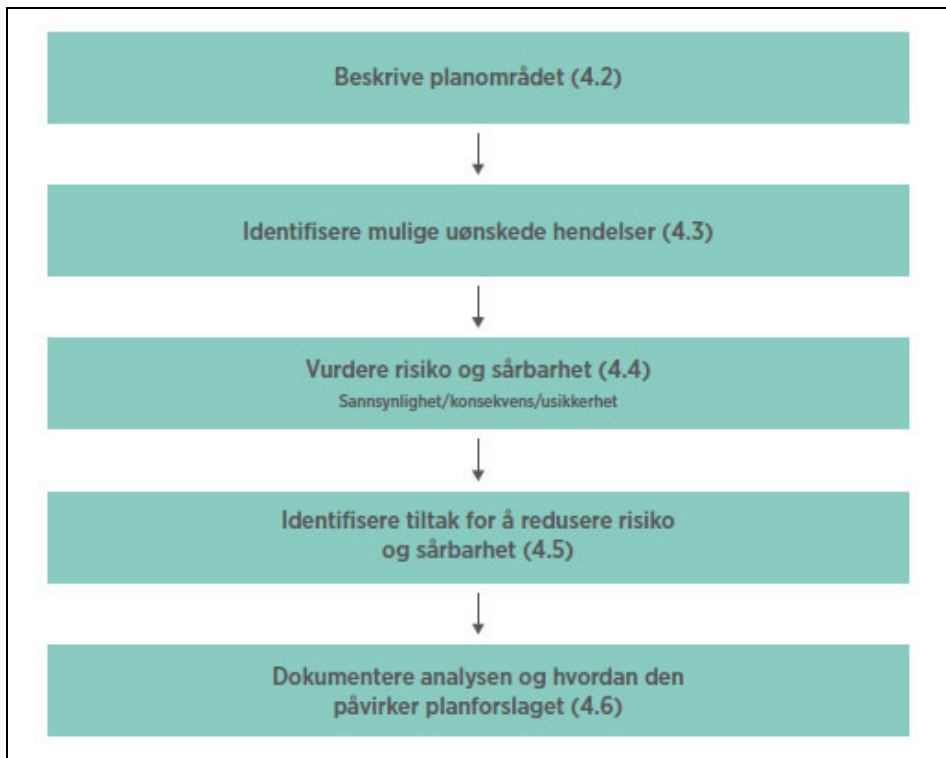 Beskrive planområdet (4.2)
Identifisere mulige uønskede hendelser (4.3)
Vurdere risiko og sårbarhet (4.4)
Sannsynlighet/konsekvens/usikkerhet
Identifisere tiltak for å redusere risiko
og sårbarhet (4.5)
Dokumentere analysen og hvordan den
påvirker planforslaget (4.6)